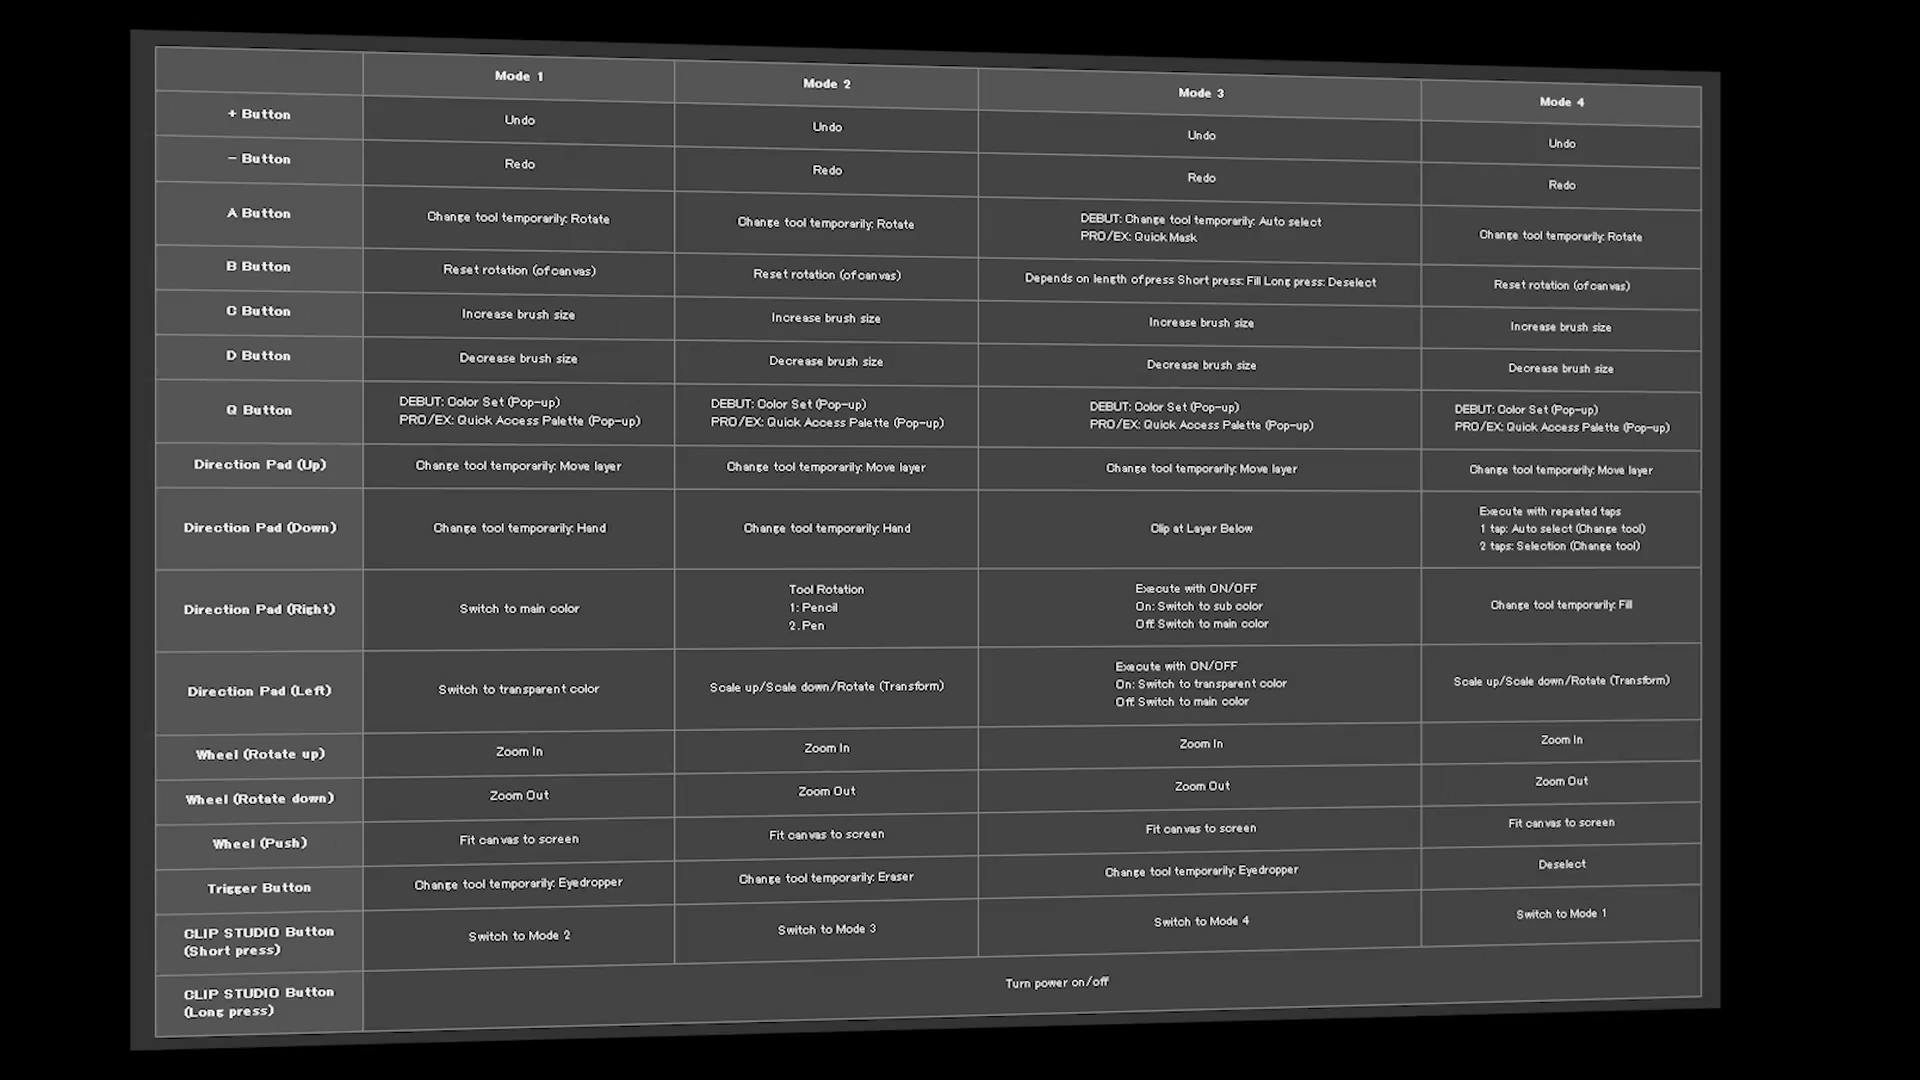 Mode 1 Mode 2 Mode 3 Mode 4
+ Button Undo Undo Undo Undo
− Button Redo Redo Redo Redo
A Button Change tool temporarily: Rotate Change tool temporarily: Rotate DEBUT: Change tool temporarily: Auto select
PRO/EX: Quick Mask Change tool temporarily: Rotate
B Button Reset rotation (of canvas) Reset rotation (of canvas) Depends on length of press Short press: Fill Long press: Deselect Reset rotation (of canvas)
C Button Increase brush size Increase brush size Increase brush size Increase brush size
D Button Decrease brush size Decrease brush size Decrease brush size Decrease brush size
Q Button DEBUT: Color Set (Pop-up)
PRO/EX: Quick Access Palette (Pop-up) DEBUT: Color Set (Pop-up)
PRO/EX: Quick Access Palette (Pop-up) DEBUT: Color Set (Pop-up)
PRO/EX: Quick Access Palette (Pop-up) DEBUT: Color Set (Pop-up)
PRO/EX: Quick Access Palette (Pop-up)
Direction Pad (Up) Change tool temporarily: Move layer Change tool temporarily: Move layer Change tool temporarily: Move layer Change tool temporarily: Move layer
Direction Pad (Down) Change tool temporarily: Hand Change tool temporarily: Hand Clip at Layer Below Execute with repeated taps
1 tap: Auto select (Change tool)
2 taps: Selection (Change tool)
Direction Pad (Right) Switch to main color Tool Rotation
1: Pencil
2. Pen Execute with ON/OFF
On: Switch to sub color
Off: Switch to main color Change tool temporarily: Fill
Direction Pad (Left) Switch to transparent color Scale up/Scale down/Rotate (Transform) Execute with ON/OFF
On: Switch to transparent color
Off: Switch to main color Scale up/Scale down/Rotate (Transform)
Wheel (Rotate up) Zoom In Zoom In Zoom In Zoom In
Wheel (Rotate down) Zoom Out Zoom Out Zoom Out Zoom Out
Wheel (Push) Fit canvas to screen Fit canvas to screen Fit canvas to screen Fit canvas to screen
Trigger Button Change tool temporarily: Eyedropper Change tool temporarily: Eraser Change tool temporarily: Eyedropper Deselect
CLIP STUDIO Button
(Short press) Switch to Mode 2 Switch to Mode 3 Switch to Mode 4 Switch to Mode 1
CLIP STUDIO Button
(Long press) Turn power on/off